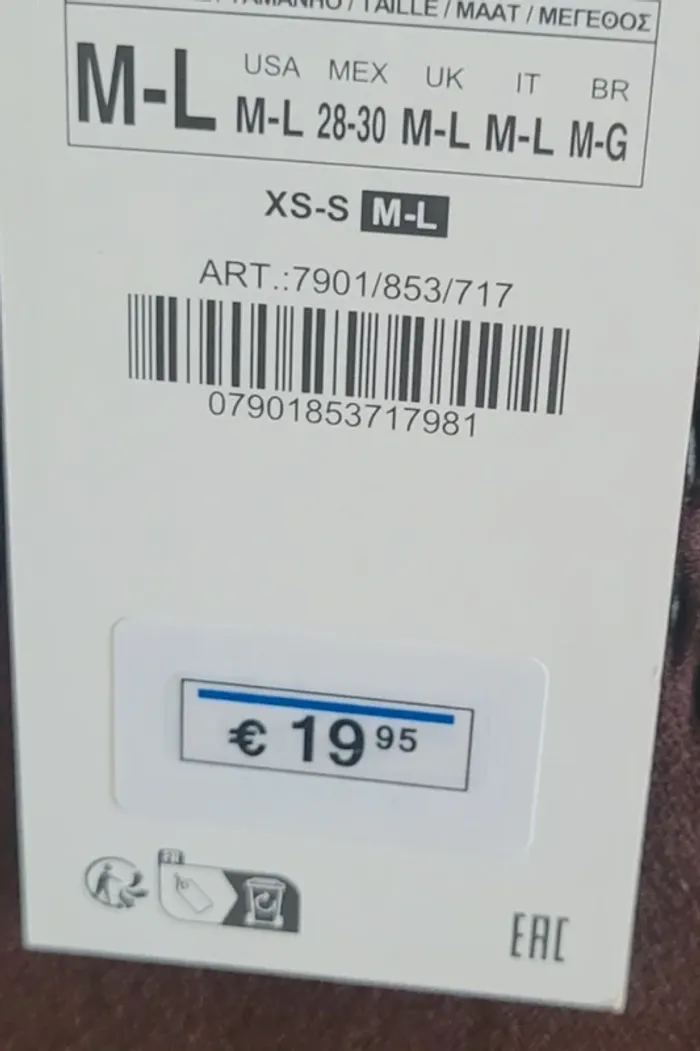 TAMANHO / TAILLE / MAAT / ΜΕΓΕΘΟΣ
M-L
USA MEX UK IT BR
M-L 28-30 M-L M-L M-G
XS-S M-L
ART.:7901/853/717
07901853717981
€ 19 95
EAC